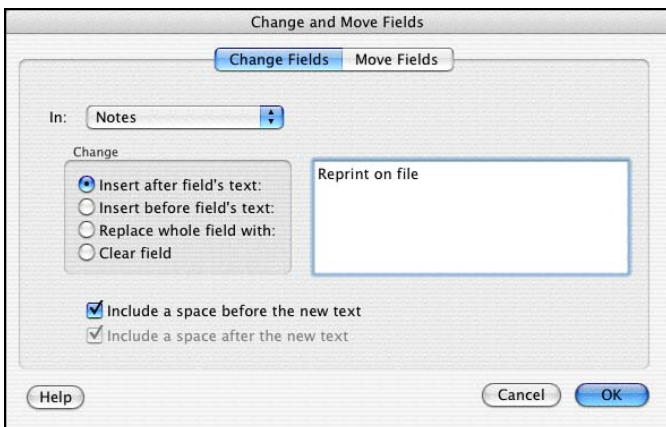 Change and Move Fields
Change Fields Move Fields
In: Notes
Change
Insert after field's text:
Insert before field's text:
Replace whole field with:
Clear field
Reprint on file
Include a space before the new text
Include a space after the new text
Help Cancel OK